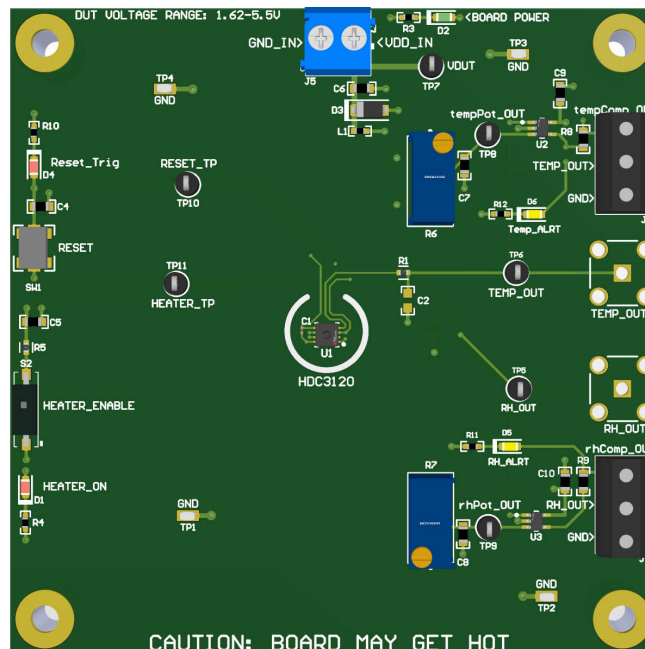 DUT VOLTAGE RANGE: 1.62-5.5V
R3
D2
<BOARD POWER
GND_IN>
<VDD_IN
J5
TP3
GND
VDUT
TP7
TP4
GND
C6
D3
L1
C9
tempPot_OUT
tempComp_OU
TP8
U2
R8
TEMP_OUT>
GND>
J
R10
Reset_Trig
D4
RESET_TP
TP10
C7
R6
R12
D6
Temp_ALRT
C4
RESET
SW1
TP11
HEATER_TP
R1
TP6
TEMP_OUT
TEMP_OUT
C2
C5
C1
U1
HDC3120
R5
S2
HEATER_ENABLE
TP5
RH_OUT
RH_OUT
R11
D5
RH_ALRT
rhComp_OU
R7
C10
R9
RH_OUT>
HEATER_ON
D1
R4
GND
TP1
rhPot_OUT
TP9
U3
GND>
J
C8
GND
TP2
CAUTION: BOARD MAY GET HOT